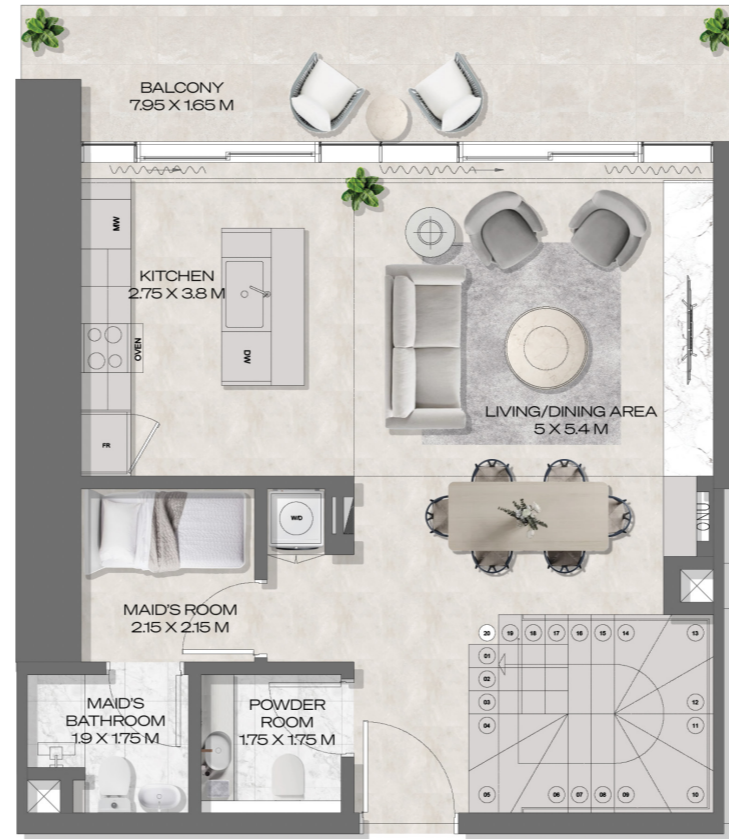 BALCONY
7.95 X 1.65 M
MW
KITCHEN
2.75 X 3.8 M
OVEN
DW
FR
LIVING/DINING AREA
5 X 5.4 M
W/D
ONU
MAID'S ROOM
2.15 X 2.15 M
20 19 18 17 16 15 14 13
01
02
03 12
04 11
05 06 07 08 09 10
MAID'S
BATHROOM
1.9 X 1.75 M
POWDER
ROOM
1.75 X 1.75 M